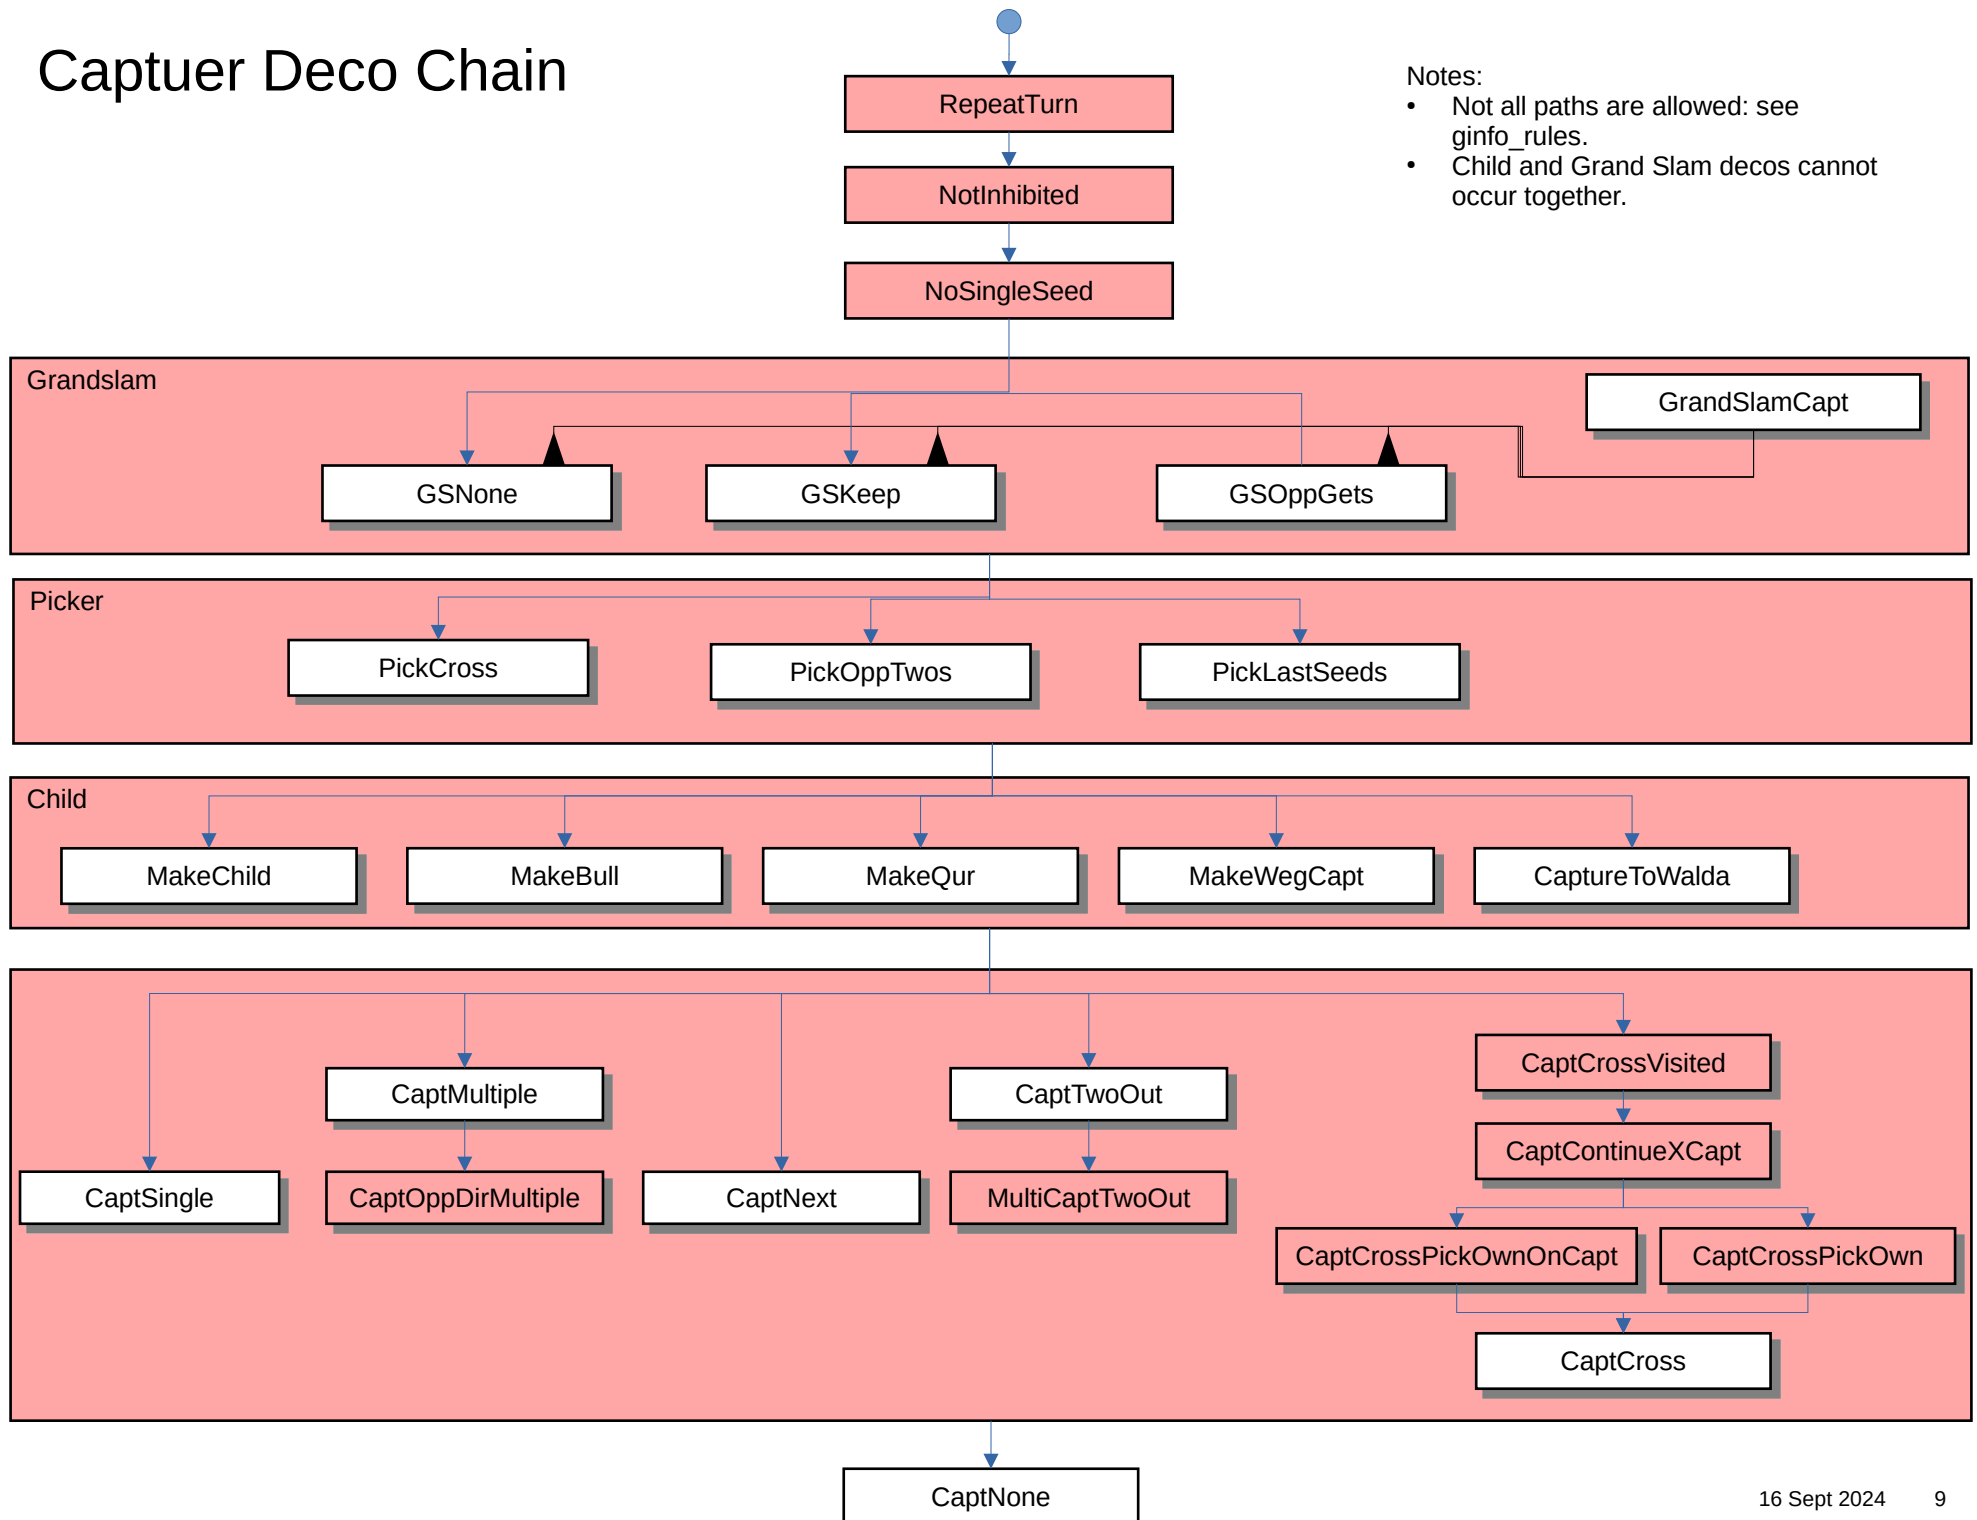 Captuer Deco Chain
RepeatTurn
Notes:
• Not all paths are allowed: see
ginfo_rules.
• Child and Grand Slam decos cannot
occur together.
NotInhibited
NoSingleSeed
Grandslam
GrandSlamCapt
GSNone
GSKeep
GSOppGets
Picker
PickCross
PickOppTwos
PickLastSeeds
Child
MakeChild
MakeBull
MakeQur
MakeWegCapt
CaptureToWalda
CaptCrossVisited
CaptMultiple
CaptTwoOut
CaptContinueXCapt
CaptSingle
CaptOppDirMultiple
CaptNext
MultiCaptTwoOut
CaptCrossPickOwnOnCapt
CaptCrossPickOwn
CaptCross
CaptNone
16 Sept 2024
9